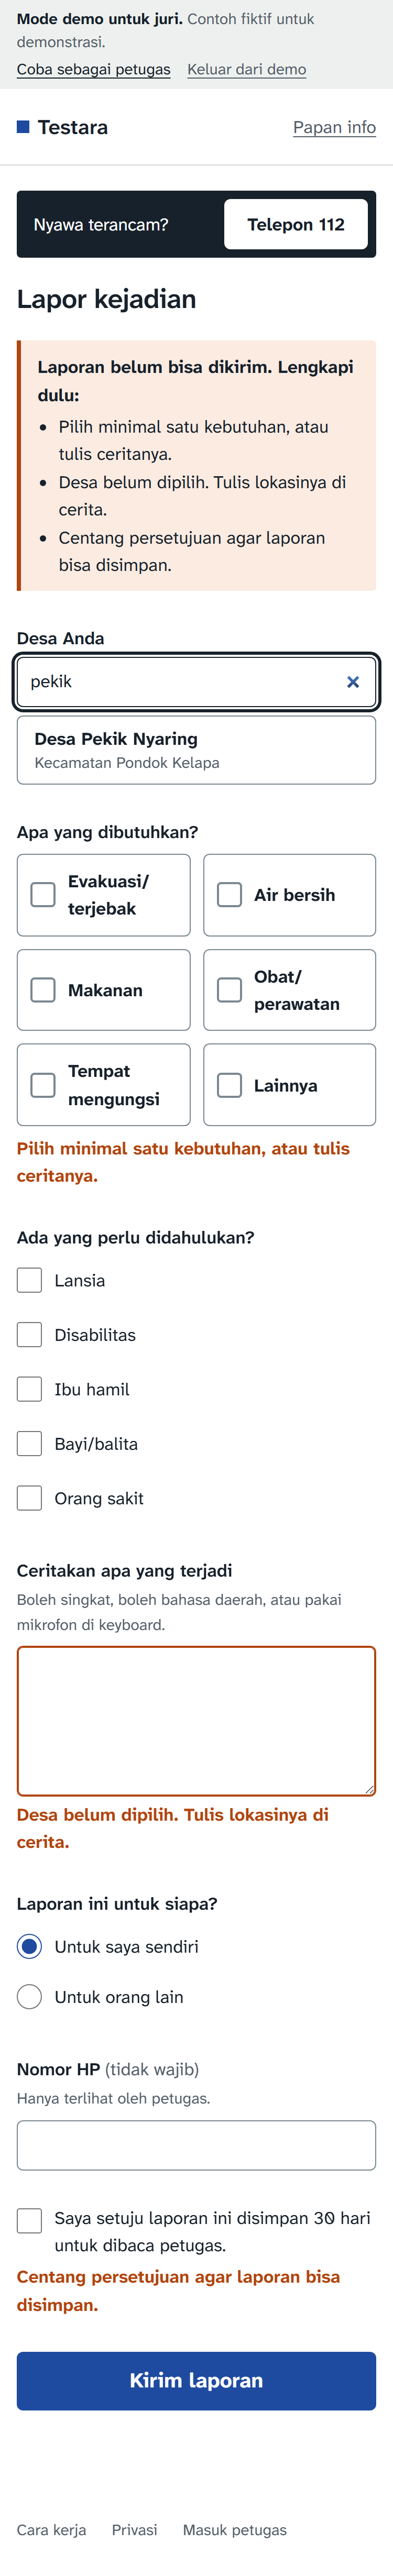 Mode demo untuk juri. Contoh fiktif untuk
demonstrasi.
Coba sebagai petugas Keluar dari demo
Testara Papan info
Nyawa terancam? Telepon 112
Lapor kejadian
Laporan belum bisa dikirim. Lengkapi
dulu:
Pilih minimal satu kebutuhan, atau
tulis ceritanya.
Desa belum dipilih. Tulis lokasinya di
cerita.
Centang persetujuan agar laporan
bisa disimpan.
Desa Anda
pekik
Desa Pekik Nyaring
Kecamatan Pondok Kelapa
Apa yang dibutuhkan?
Evakuasi/
terjebak
Air bersih
Makanan
Obat/
perawatan
Tempat
mengungsi
Lainnya
Pilih minimal satu kebutuhan, atau tulis
ceritanya.
Ada yang perlu didahulukan?
Lansia
Disabilitas
Ibu hamil
Bayi/balita
Orang sakit
Ceritakan apa yang terjadi
Boleh singkat, boleh bahasa daerah, atau pakai
mikrofon di keyboard.
Desa belum dipilih. Tulis lokasinya di
cerita.
Laporan ini untuk siapa?
Untuk saya sendiri
Untuk orang lain
Nomor HP (tidak wajib)
Hanya terlihat oleh petugas.
Saya setuju laporan ini disimpan 30 hari
untuk dibaca petugas.
Centang persetujuan agar laporan bisa
disimpan.
Kirim laporan
Cara kerja Privasi Masuk petugas